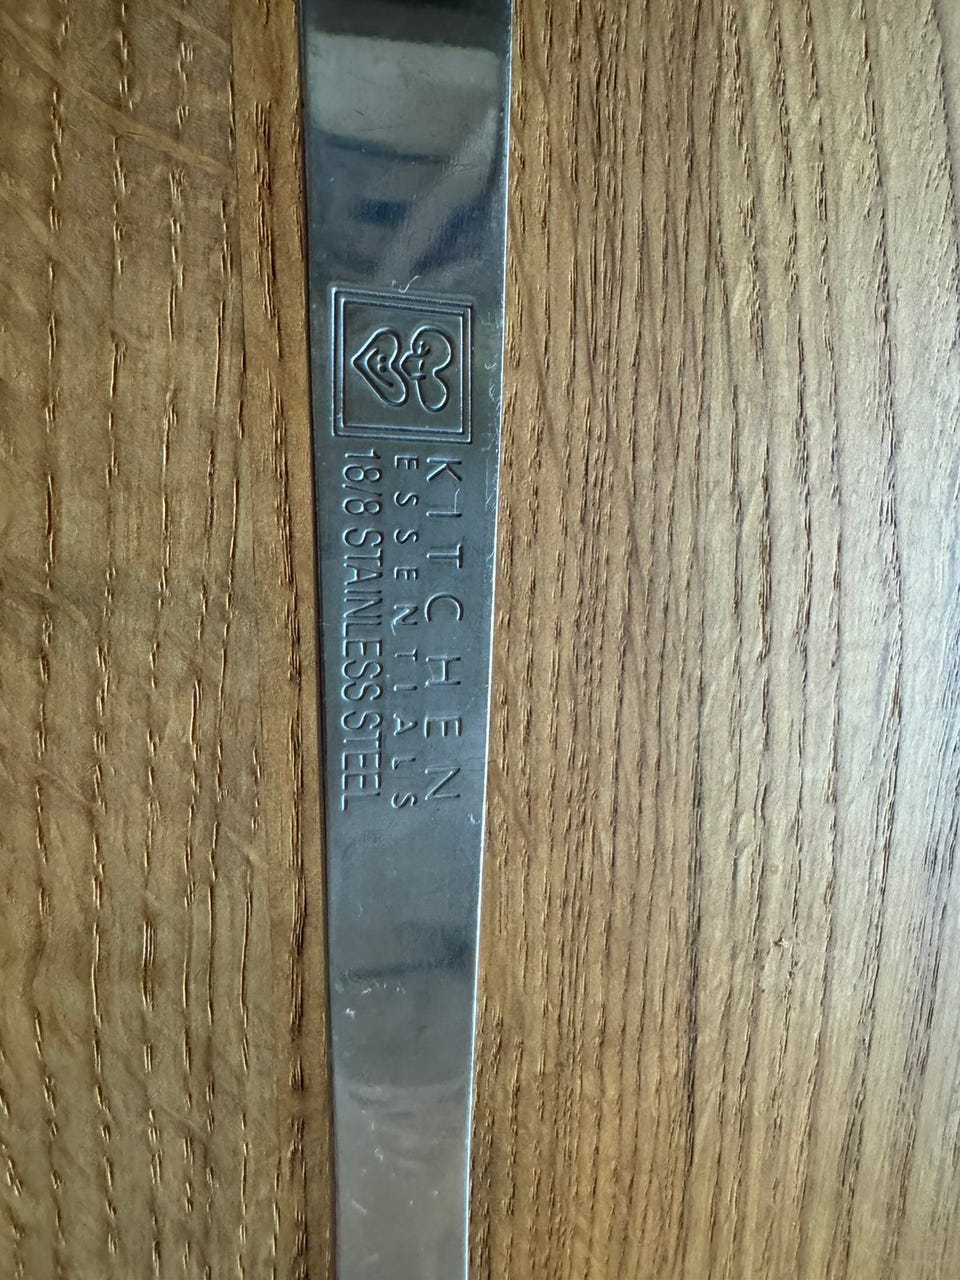 KITCHEN
ESSENTIALS
18/8 STAINLESS STEEL